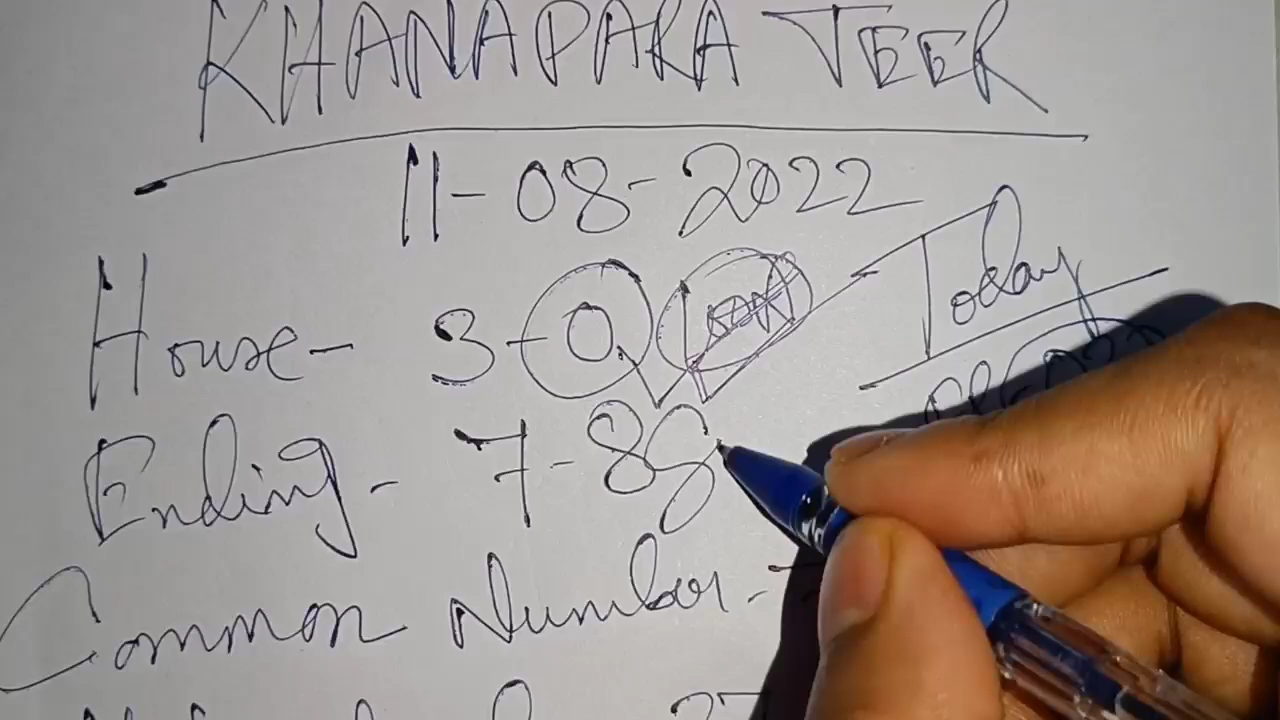 KHANAPARA TEER
11-08-2022
House- 3-0
Today
Ending- 7-8
Common Number-